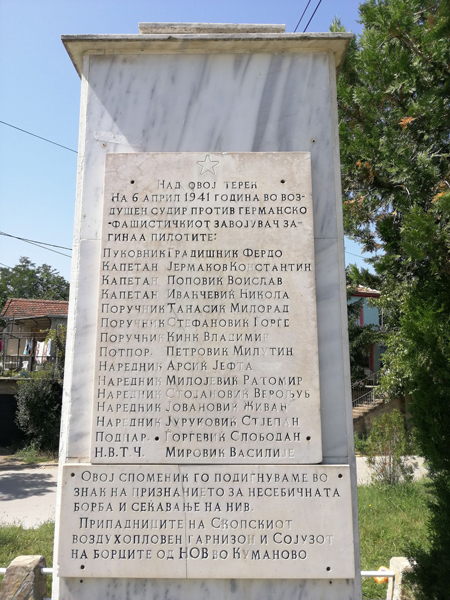 Над овој терен
на 6 април 1941 година во воз-
душен судир против германско
-фашистичкиот завојувач за-
гинаа пилотите:
Пуковник Градишник Фердо
Капетан Јермаков Константин
Капетан Поповик Воислав
Капетан Иванчевиќ Никола
Поручник Танасик Милорад
Поручник Стефановик Горѓе
Поручник Кинк Владимир
Потпор. Петровик Милутин
Наредник Арсик Јефта
Наредник Милојевик Ратомир
Наредник Стојановик Верољуб
Наредник Јовановик Живан
Наредник Јуруковик Стјепан
Поднар. Горгевик Слободан
Н.В.Т.Ч. Мировик Василије
Овој споменик го подигнуваме во
знак на признанието за несебичната
борба и секавање на нив.
Припадниците на Скопскиот
воздухопловен гарнизон и Сојузот
на борците од НОВ во Куманово